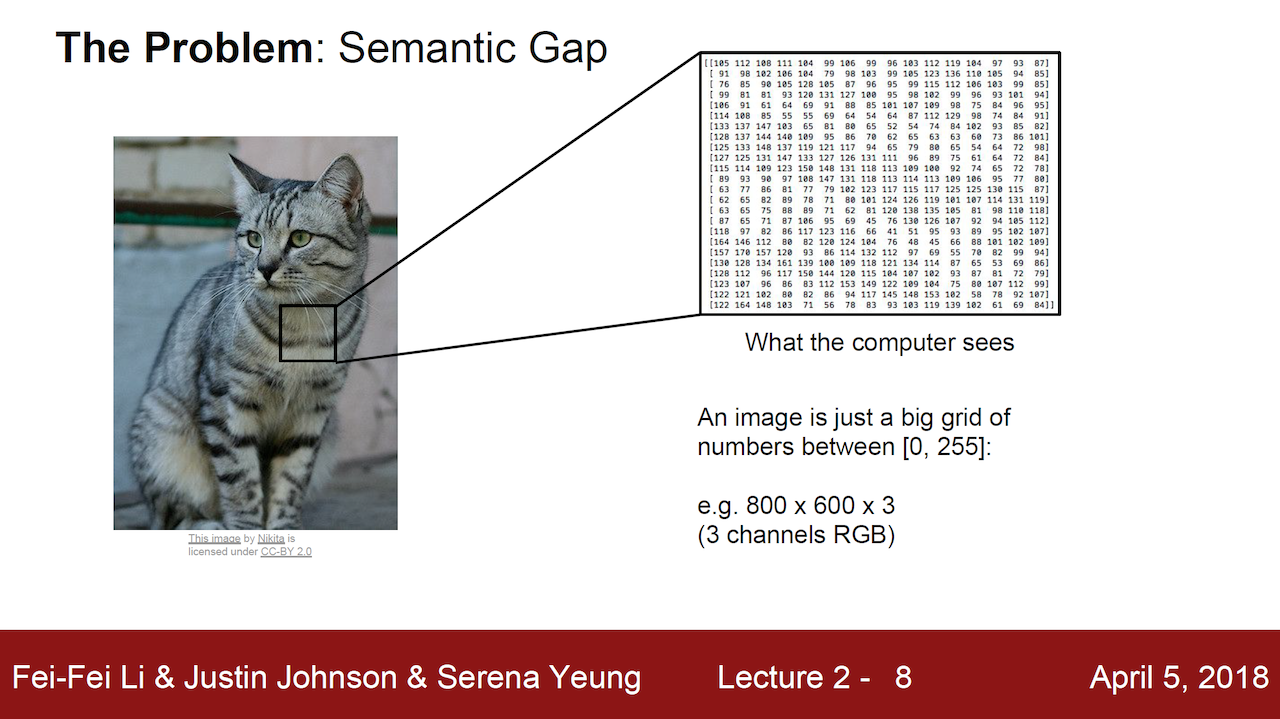 The Problem: Semantic Gap
[[105 112 108 111 104 99 106 99 96 103 112 119 104 97 93 87]
[ 91 98 102 106 104 79 98 103 99 105 123 136 110 105 94 85]
[ 76 85 90 105 128 105 87 96 95 99 115 112 106 103 99 85]
[ 99 81 81 93 120 131 127 100 95 98 102 99 96 93 101 94]
[106 91 61 64 69 91 88 85 101 107 109 98 75 84 96 95]
[114 108 85 55 55 69 64 54 64 87 112 129 98 74 84 91]
[133 137 147 103 65 81 80 65 52 54 74 84 102 93 85 82]
[128 137 144 140 109 95 86 70 62 65 63 63 60 73 86 101]
[125 133 148 137 119 121 117 94 65 79 80 65 54 64 72 98]
[127 125 131 147 133 127 126 131 111 96 89 75 61 64 72 84]
[115 114 109 123 150 148 131 118 113 109 100 92 74 65 72 78]
[ 89 93 90 97 108 147 131 118 113 114 113 109 106 95 77 80]
[ 63 77 86 81 77 79 102 123 117 115 117 125 125 130 115 87]
[ 62 65 82 89 78 71 80 101 124 126 119 101 107 114 131 119]
[ 63 65 75 88 89 71 62 81 120 138 135 105 81 98 110 118]
[ 87 65 71 87 106 95 69 45 76 130 126 107 92 94 105 112]
[118 97 82 86 117 123 116 66 41 51 95 93 89 95 102 107]
[164 146 112 80 82 120 124 104 76 48 45 66 88 101 102 109]
[157 170 157 120 93 86 114 132 112 97 69 55 70 82 99 94]
[130 128 134 161 139 100 109 118 121 134 114 87 65 53 69 86]
[128 112 96 117 150 144 120 115 104 107 102 93 87 81 72 79]
[123 107 96 86 83 112 153 149 122 109 104 75 80 107 112 99]
[122 121 102 80 82 86 94 117 145 148 153 102 58 78 92 107]
[122 164 148 103 71 56 78 83 93 103 119 139 102 61 69 84]]
What the computer sees
An image is just a big grid of
numbers between [0, 255]:
e.g. 800 x 600 x 3
(3 channels RGB)
This image by Nikita is
licensed under CC-BY 2.0
Fei-Fei Li & Justin Johnson & Serena Yeung Lecture 2 - 8 April 5, 2018